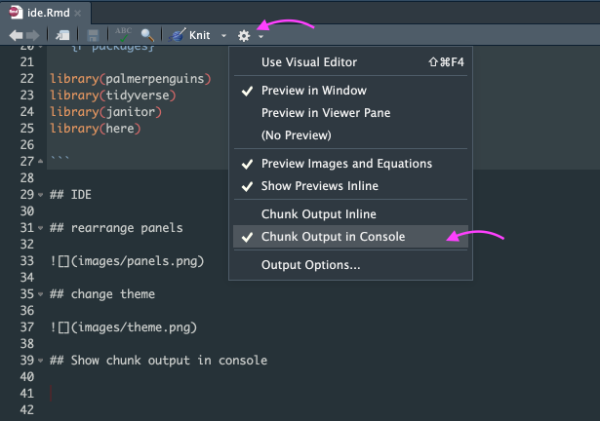 ide.Rmd ×
ABC Knit
20 {r packages}
21
22 library(palmerpenguins)
23 library(tidyverse)
24 library(janitor)
25 library(here)
26
27 ```
28
29 ## IDE
30
31 ## rearrange panels
32
33 ![](images/panels.png)
34
35 ## change theme
36
37 ![](images/theme.png)
38
39 ## Show chunk output in console
40
41
42
Use Visual Editor ⇧⌘F4
✓ Preview in Window
Preview in Viewer Pane
(No Preview)
✓ Preview Images and Equations
✓ Show Previews Inline
Chunk Output Inline
✓ Chunk Output in Console
Output Options...